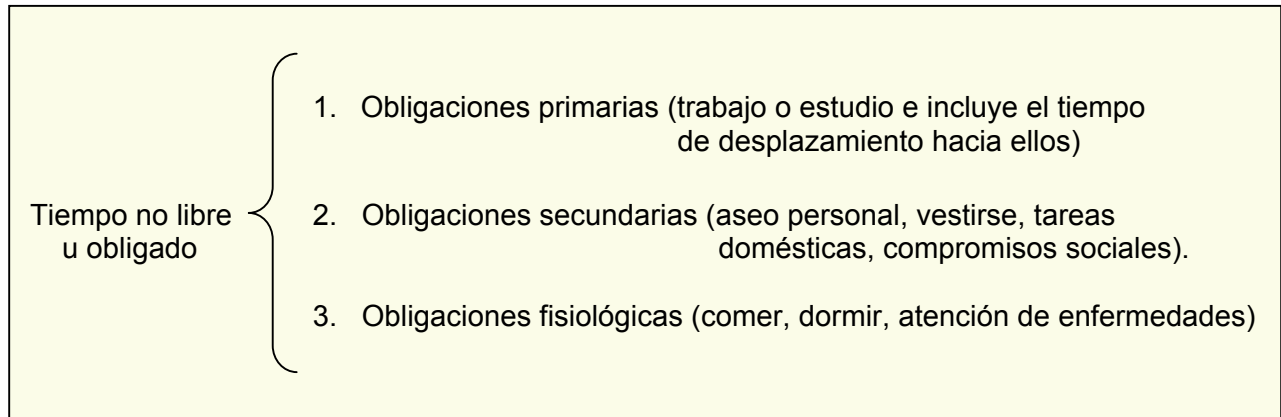 1. Obligaciones primarias (trabajo o estudio e incluye el tiempo
de desplazamiento hacia ellos)
Tiempo no libre
u obligado
2. Obligaciones secundarias (aseo personal, vestirse, tareas
domésticas, compromisos sociales).
3. Obligaciones fisiológicas (comer, dormir, atención de enfermedades)